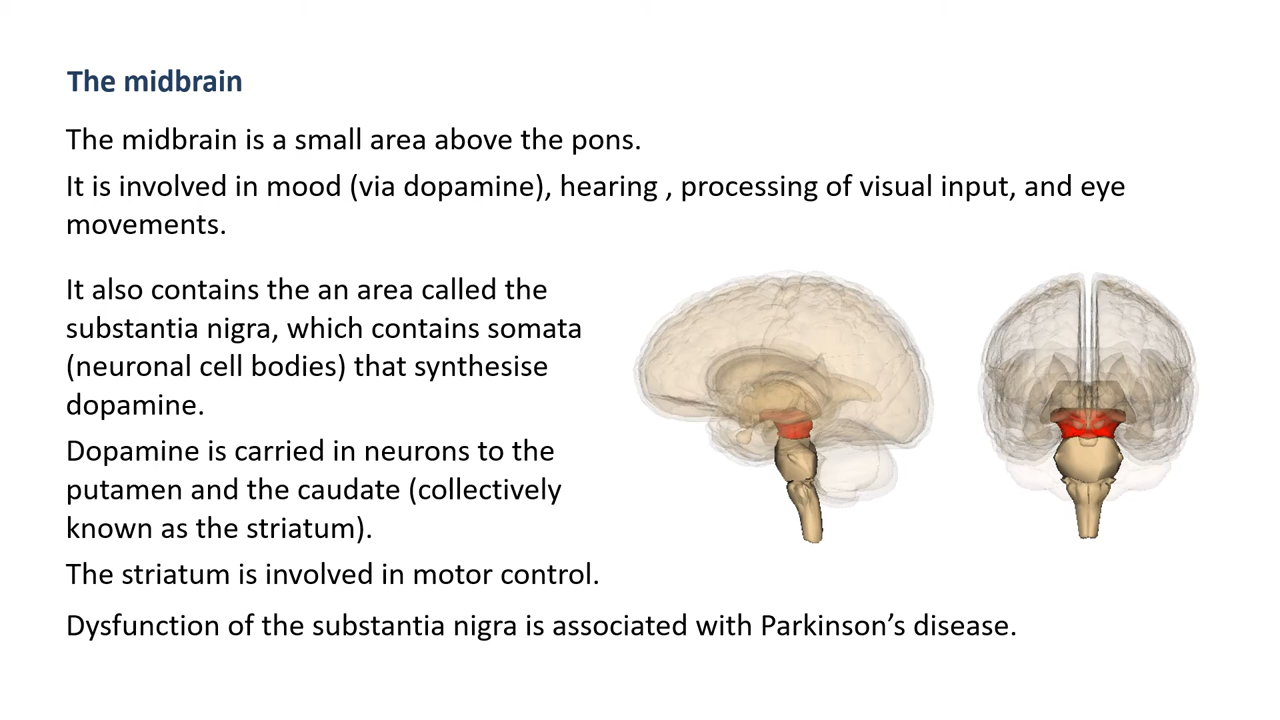 The midbrain
The midbrain is a small area above the pons.
It is involved in mood (via dopamine), hearing , processing of visual input, and eye
movements.
It also contains the an area called the
substantia nigra, which contains somata
(neuronal cell bodies) that synthesise
dopamine.
Dopamine is carried in neurons to the
putamen and the caudate (collectively
known as the striatum).
The striatum is involved in motor control.
Dysfunction of the substantia nigra is associated with Parkinson’s disease.